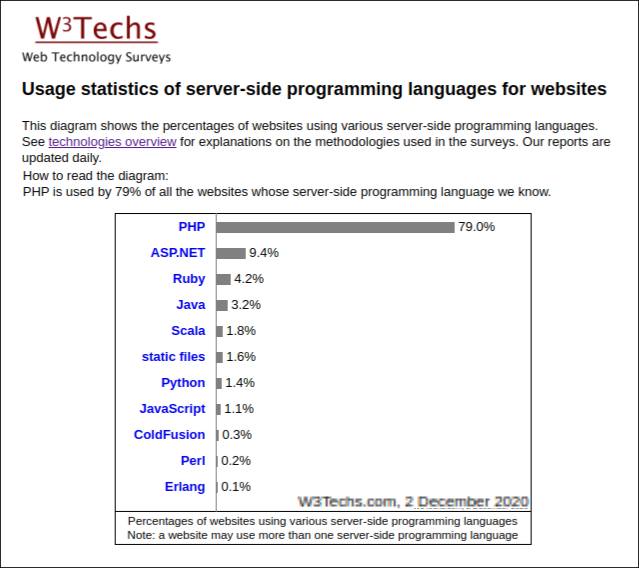 W³Techs
Web Technology Surveys
Usage statistics of server-side programming languages for websites
This diagram shows the percentages of websites using various server-side programming languages.
See technologies overview for explanations on the methodologies used in the surveys. Our reports are
updated daily.
How to read the diagram:
PHP is used by 79% of all the websites whose server-side programming language we know.
PHP 79.0%
ASP.NET 9.4%
Ruby 4.2%
Java 3.2%
Scala 1.8%
static files 1.6%
Python 1.4%
JavaScript 1.1%
ColdFusion 0.3%
Perl 0.2%
Erlang 0.1%
W3Techs.com, 2 December 2020
Percentages of websites using various server-side programming languages
Note: a website may use more than one server-side programming language